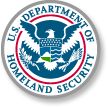 U.S. DEPARTMENT OF
HOMELAND SECURITY